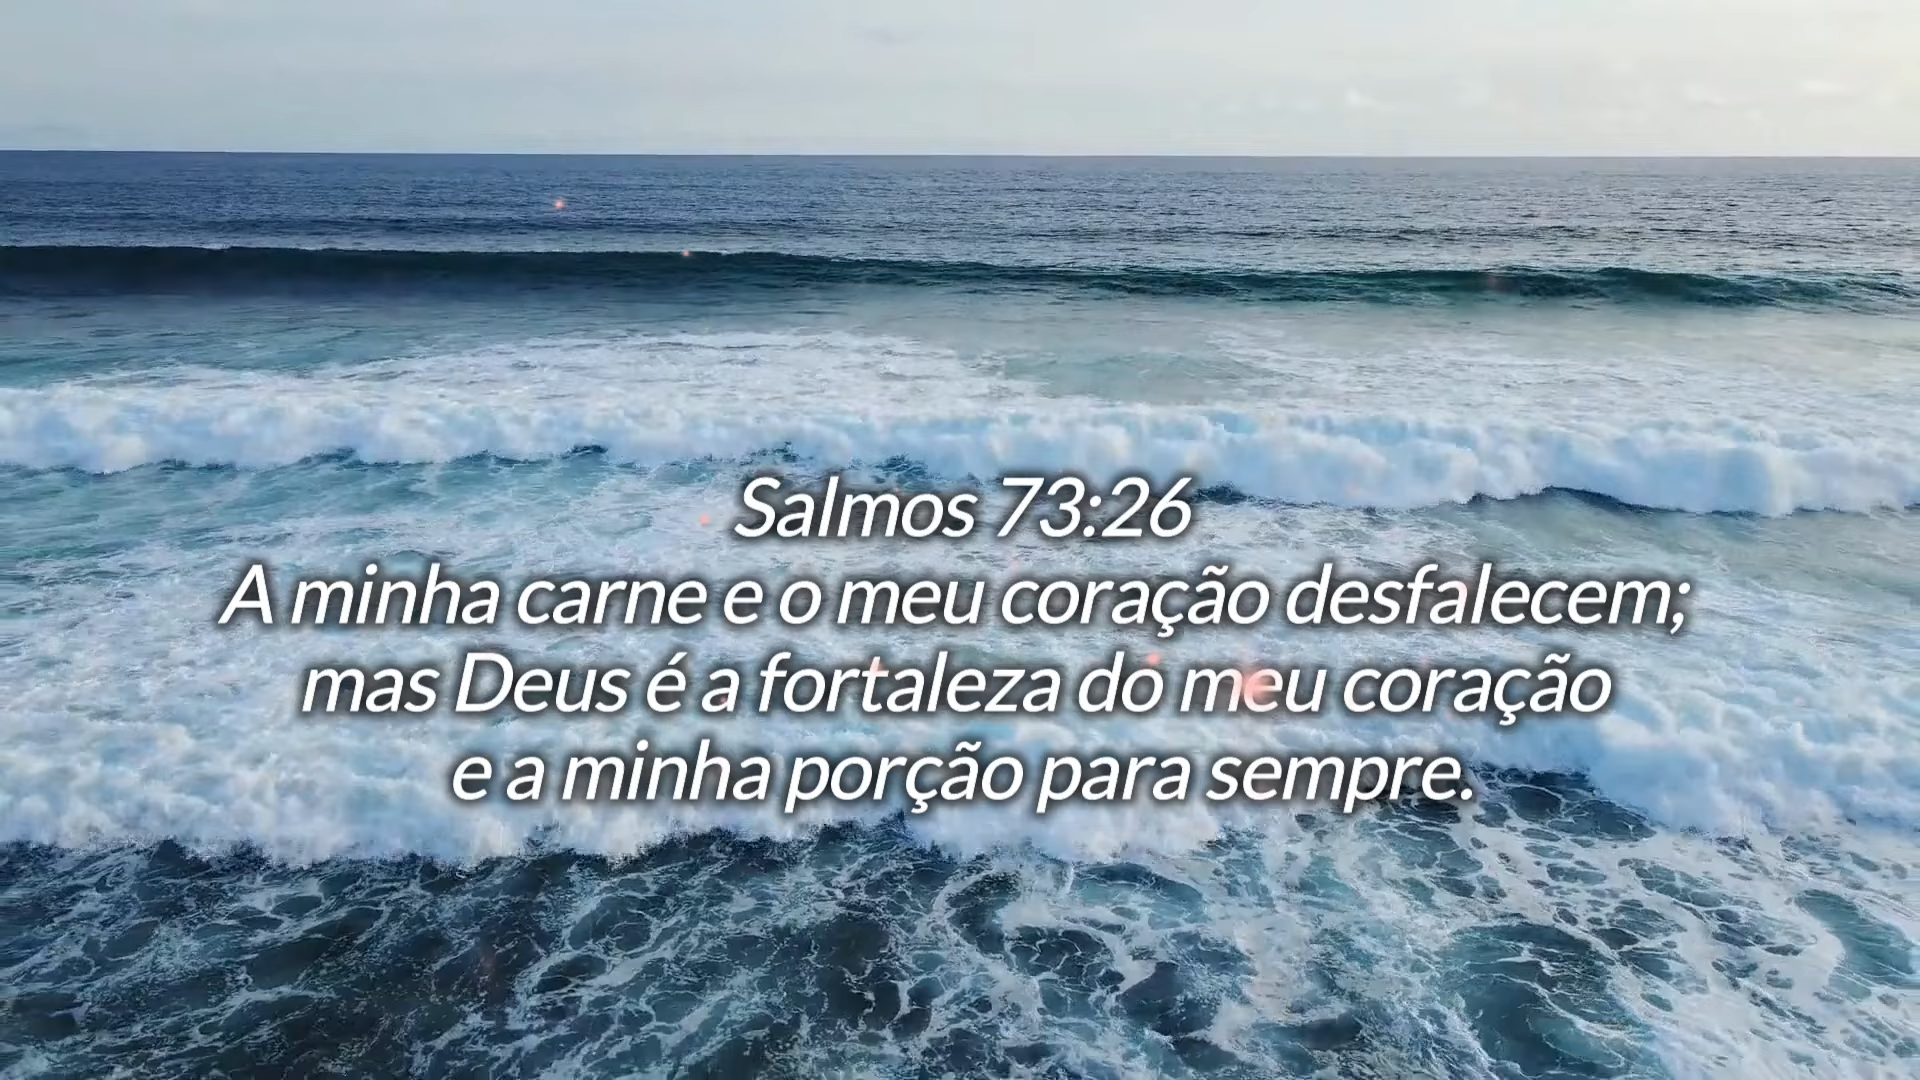 Salmos 73:26
A minha carne e o meu coração desfalecem;
mas Deus é a fortaleza do meu coração
e a minha porção para sempre.